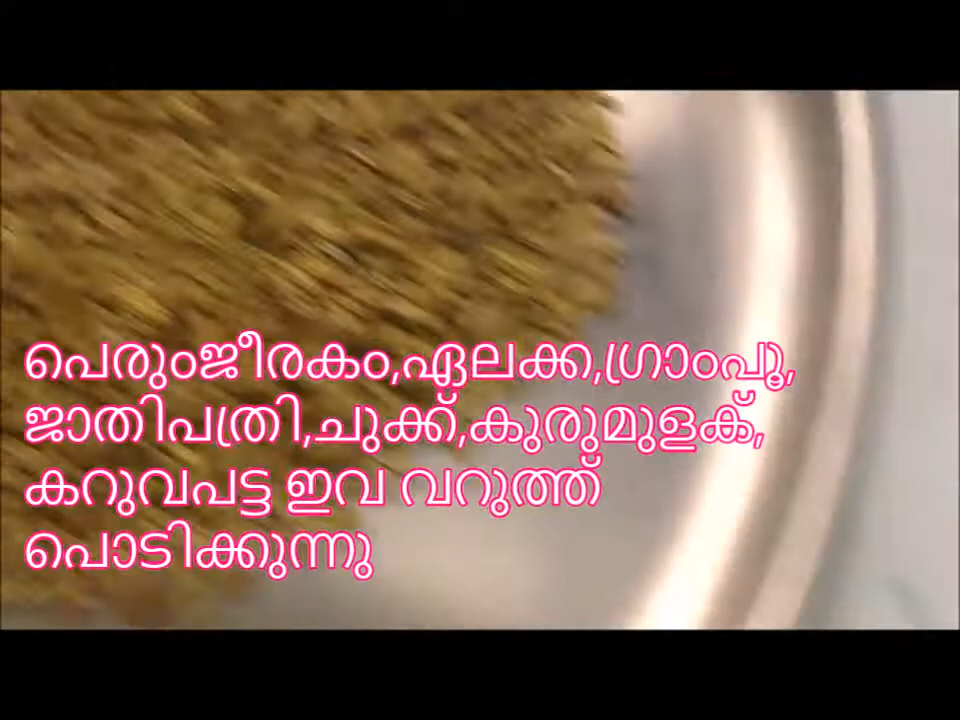 പെരുംജീരകം,ഏലക്ക,ഗ്രാംപൂ,
ജാതിപത്രി,ചുക്ക്,കുരുമുളക്,
കറുവപട്ട ഇവ വറുത്ത്
പൊടിക്കുന്നു